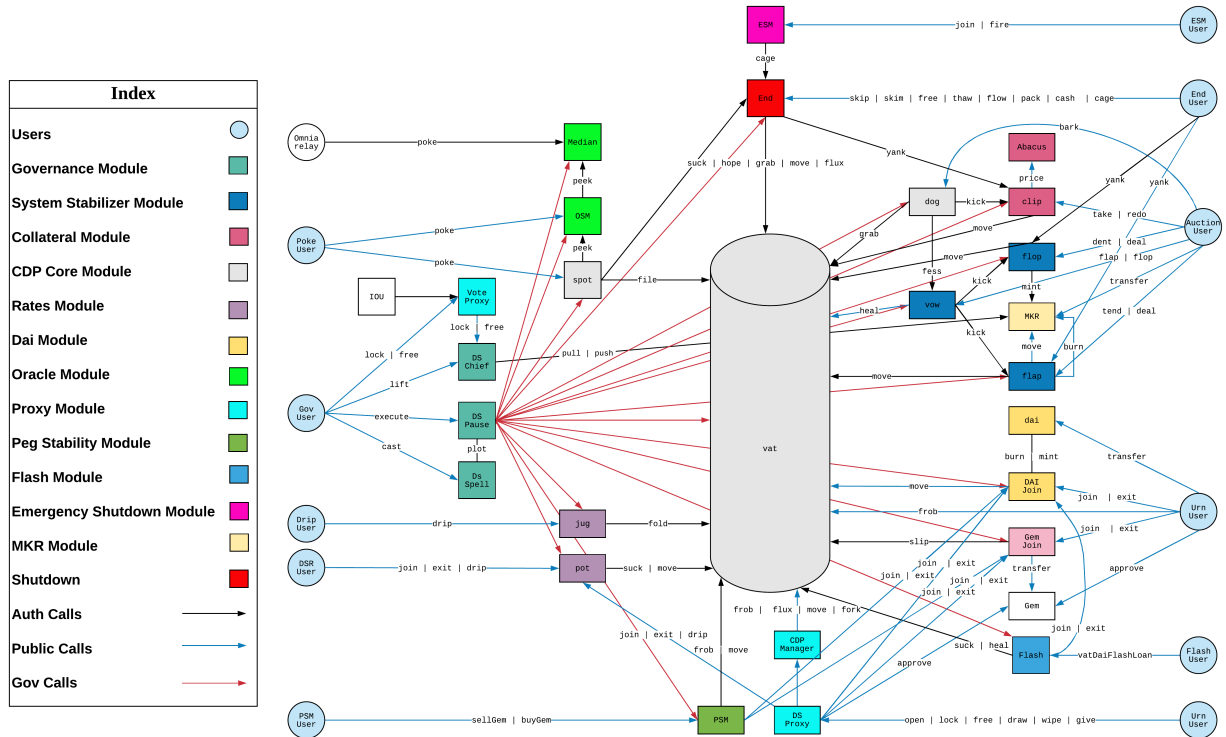 Index
Users
Governance Module
System Stabilizer Module
Collateral Module
CDP Core Module
Rates Module
Dai Module
Oracle Module
Proxy Module
Peg Stability Module
Flash Module
Emergency Shutdown Module
MKR Module
Shutdown
Auth Calls
Public Calls
Gov Calls
ESM
join | fire
ESM
User
cage
End
skip | skim | free | thaw | flow | pack | cash | cage
End
User
Omnia
relay
poke
Median
suck | hope | grab | move | flux
yank
bark
Abacus
peek
price
yank
yank
OSM
dog
kick
clip
take | redo
Auction
User
poke
Poke
User
peek
grab
move
dent | deal
poke
spot
file
move
flop
flap | flop
fess
kick
mint
transfer
IOU
Vote
Proxy
heal
vow
MKR
tend | deal
lock | free
kick
move
burn
lock | free
DS
Chief
pull | push
lift
move
flap
Gov
User
execute
DS
Pause
dai
cast
plot
vat
burn | mint
transfer
Ds
Spell
move
DAI
Join
join | exit
frob
Urn
User
Drip
User
drip
jug
fold
join | exit
slip
Gem
Join
DSR
User
join | exit | drip
pot
suck | move
join | exit
join | exit
transfer
approve
join | exit
join | exit
Gem
frob | flux | move | fork
join | exit
join | exit | drip
CDP
Manager
suck | heal
frob | move
approve
Flash
vatDaiFlashLoan
Flash
User
PSM
User
sellGem | buyGem
PSM
DS
Proxy
open | lock | free | draw | wipe | give
Urn
User